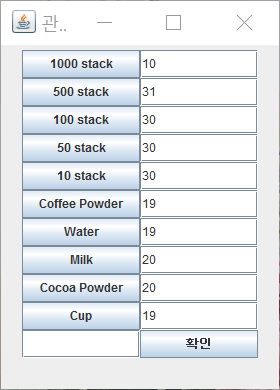 관..
1000 stack 10
500 stack 31
100 stack 30
50 stack 30
10 stack 30
Coffee Powder 19
Water 19
Milk 20
Cocoa Powder 20
Cup 19
확인